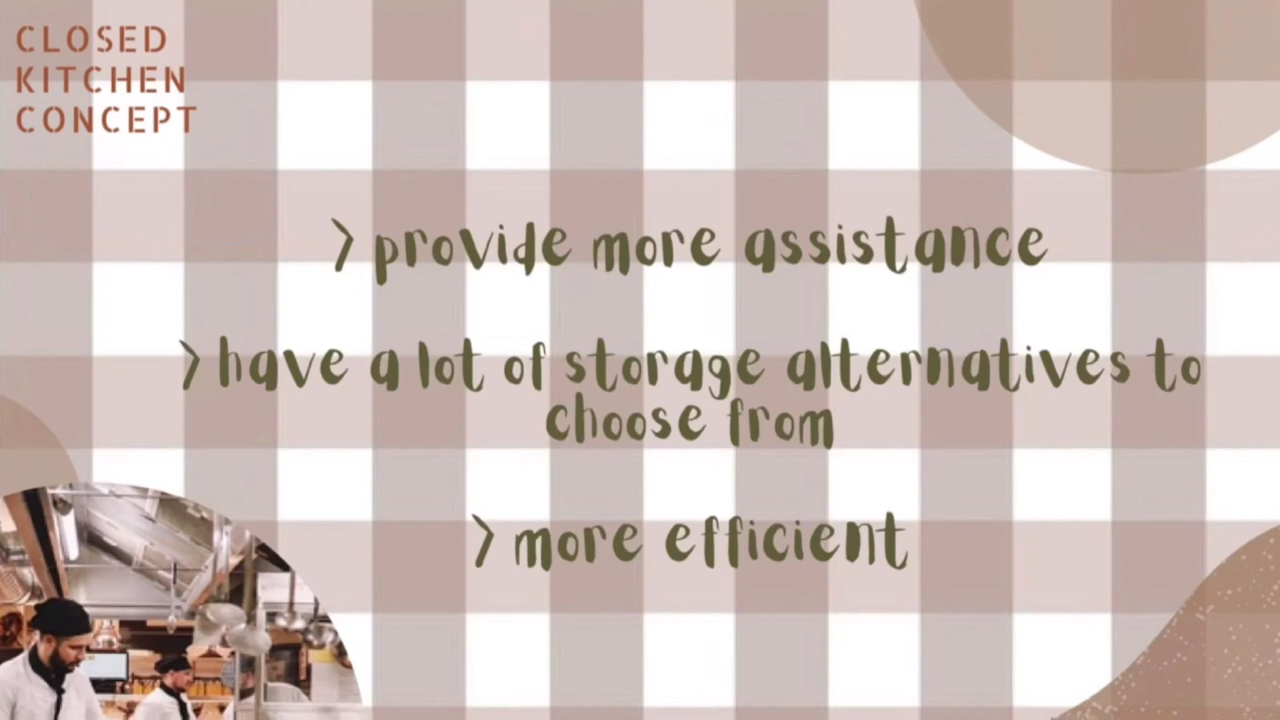 CLOSED
KITCHEN
CONCEPT
> provide more assistance
> have a lot of storage alternatives to
choose from
> more efficient